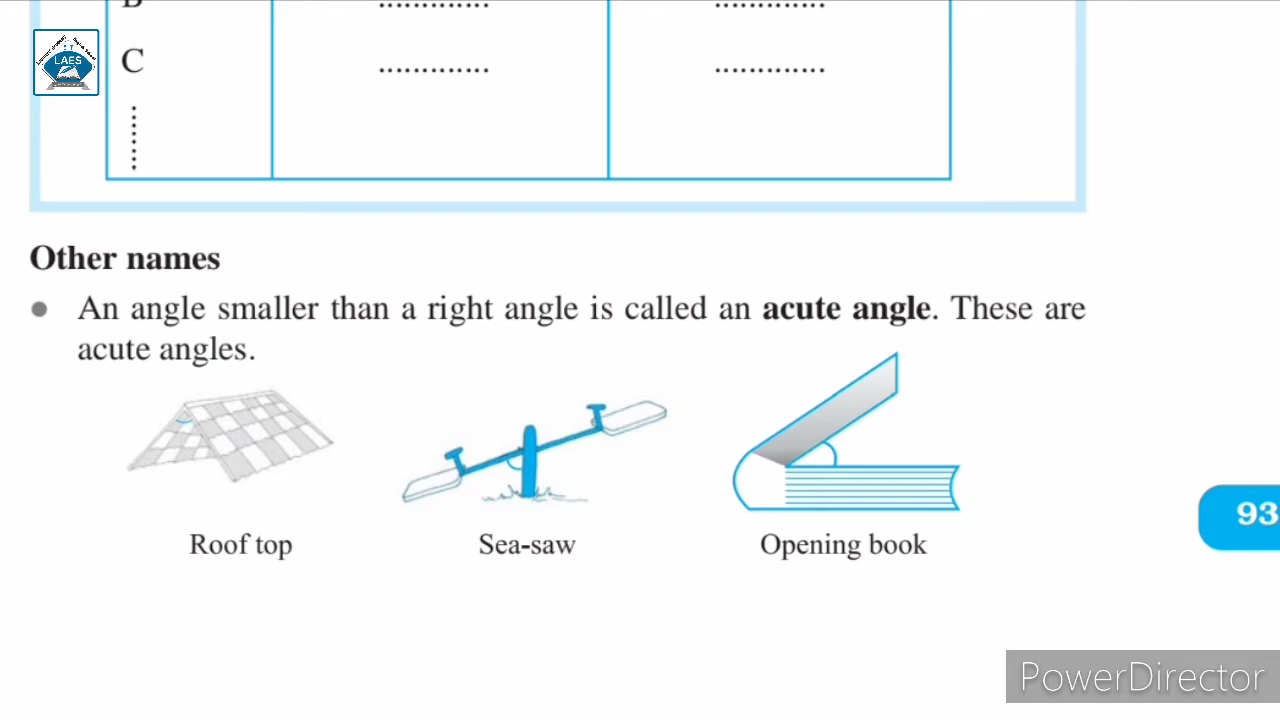 B ............. .............
LAES
C ............. .............
Other names
● An angle smaller than a right angle is called an acute angle. These are
acute angles.
Roof top Sea-saw Opening book
93
PowerDirector